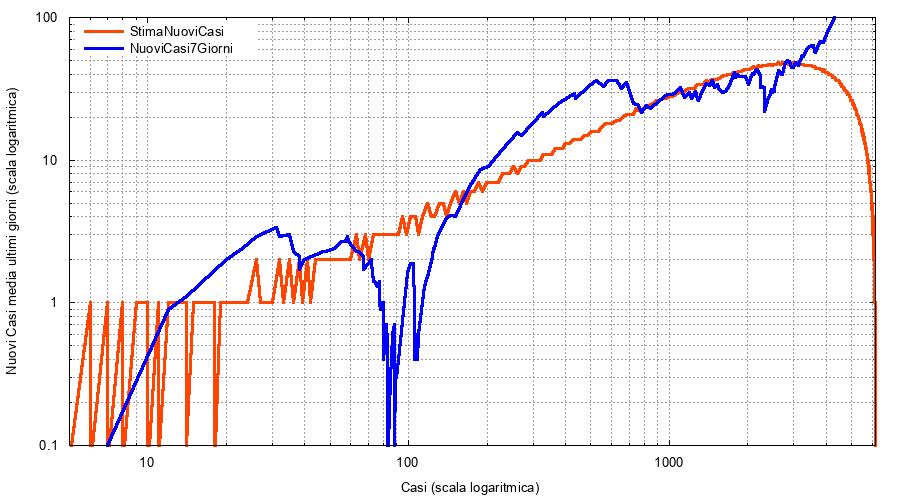 100
StimaNuoviCasi
NuoviCasi7Giorni
10
1
0.1
Nuovi Casi media ultimi giorni (scala logaritmica)
10 100 1000
Casi (scala logaritmica)